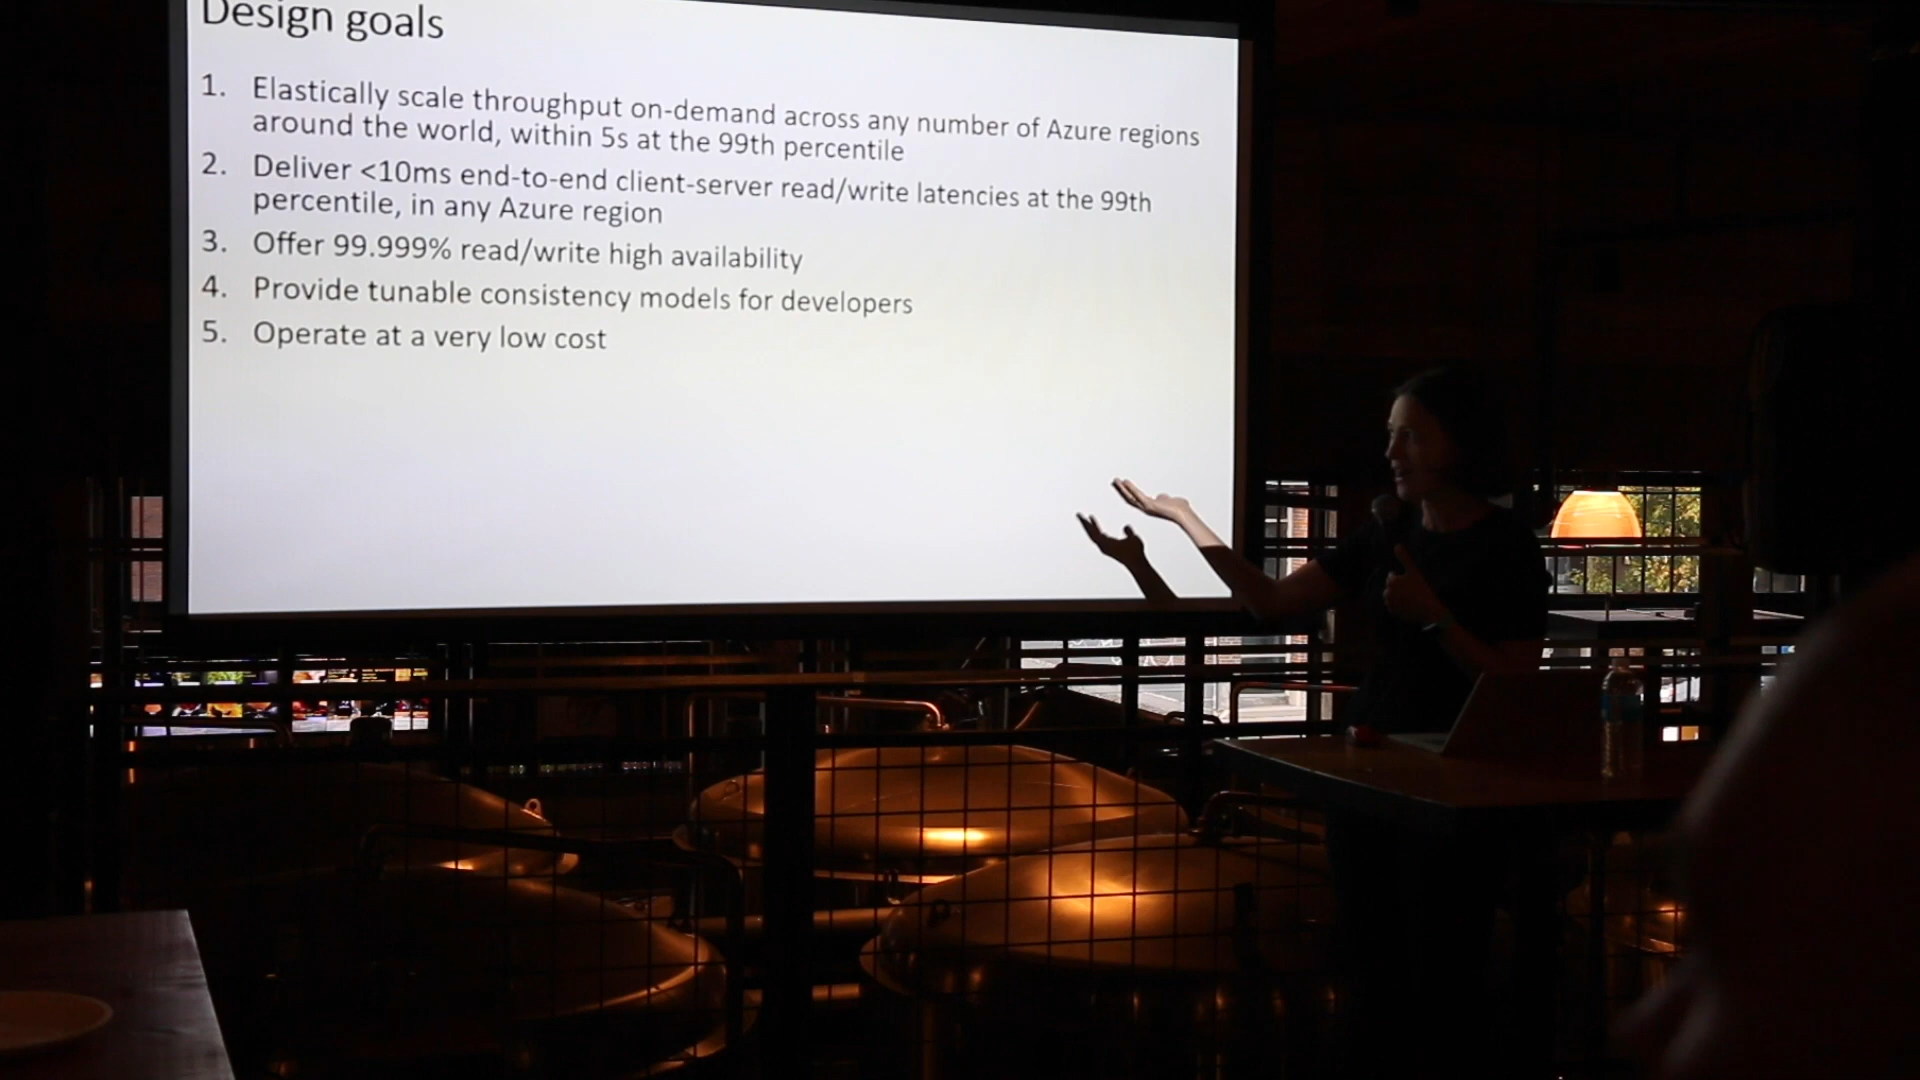 Design goals
1. Elastically scale throughput on-demand across any number of Azure regions
around the world, within 5s at the 99th percentile
2. Deliver <10ms end-to-end client-server read/write latencies at the 99th
percentile, in any Azure region
3. Offer 99.999% read/write high availability
4. Provide tunable consistency models for developers
5. Operate at a very low cost